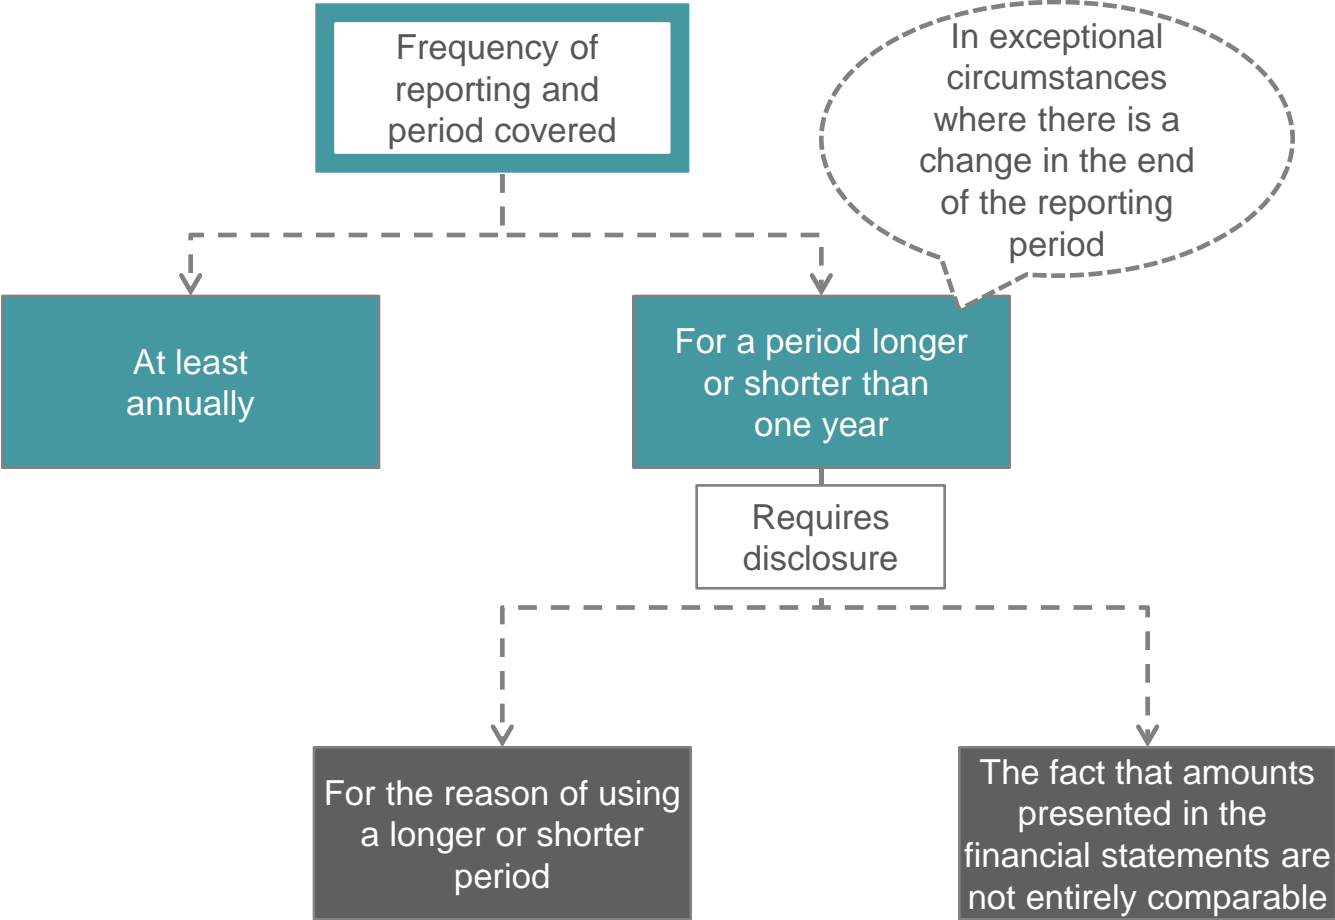 Frequency of
reporting and
period covered
In exceptional
circumstances
where there is a
change in the end
of the reporting
period
At least
annually
For a period longer
or shorter than
one year
Requires
disclosure
For the reason of using
a longer or shorter
period
The fact that amounts
presented in the
financial statements are
not entirely comparable